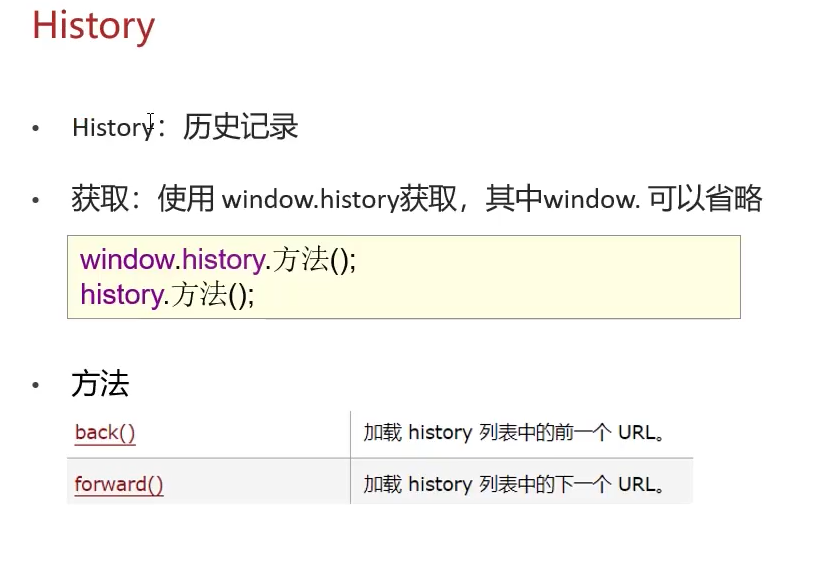 History
• History：历史记录
• 获取：使用 window.history获取，其中window. 可以省略
window.history.方法();
history.方法();
• 方法
back() 加载 history 列表中的前一个 URL。
forward() 加载 history 列表中的下一个 URL。